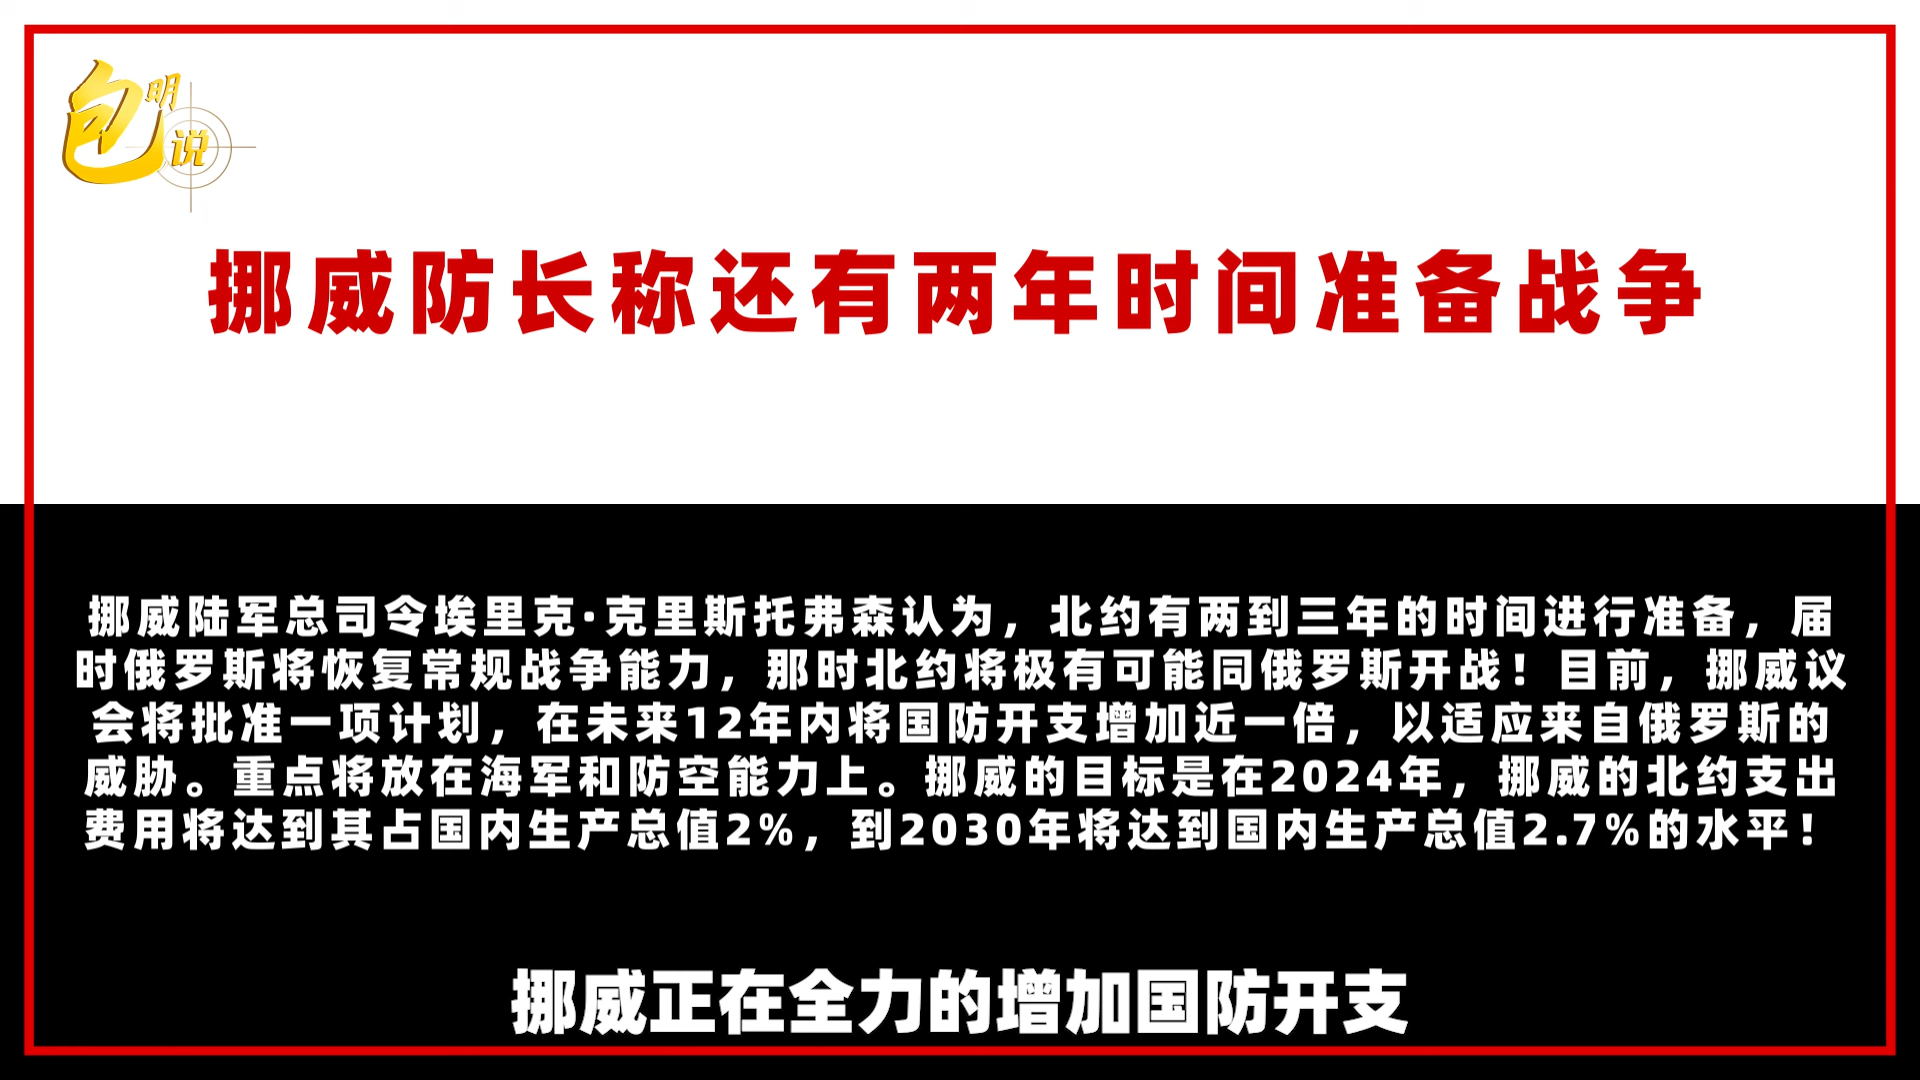 包明说
挪威防长称还有两年时间准备战争
挪威陆军总司令埃里克·克里斯托弗森认为，北约有两到三年的时间进行准备，届
时俄罗斯将恢复常规战争能力，那时北约将极有可能同俄罗斯开战！目前，挪威议
会将批准一项计划，在未来12年内将国防开支增加近一倍，以适应来自俄罗斯的
威胁。重点将放在海军和防空能力上。挪威的目标是在2024年，挪威的北约支出
费用将达到其占国内生产总值2%，到2030年将达到国内生产总值2.7%的水平！
挪威正在全力的增加国防开支